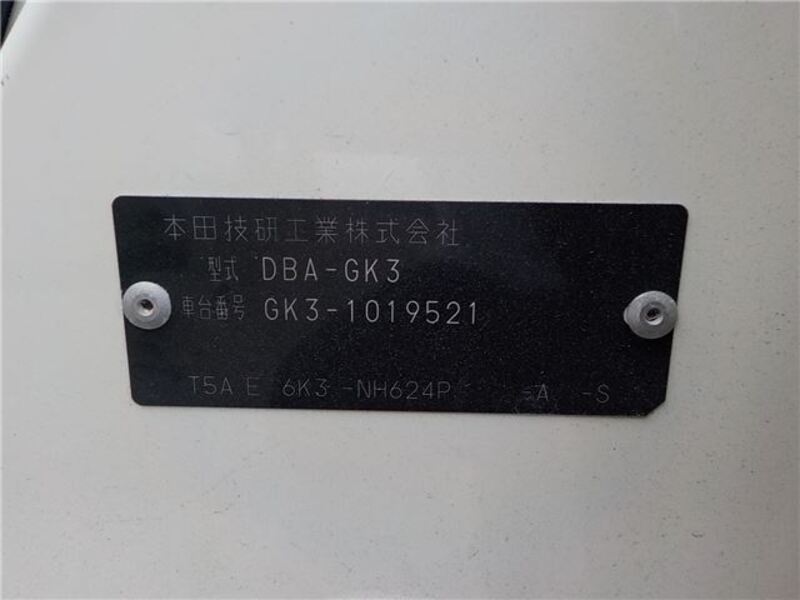 本田技研工業株式会社
型式 DBA-GK3
車台番号 GK3-1019521
T5A E 6K3 -NH624P -A -S